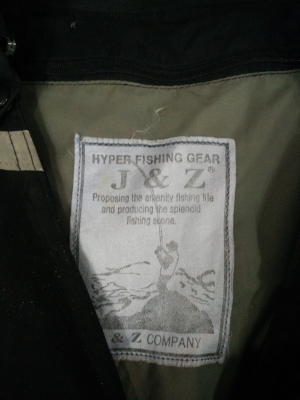 HYPER FISHING GEAR
J & Z®
Proposing the amenity fishing life
and producing the splendid
fishing scene.
& Z COMPANY